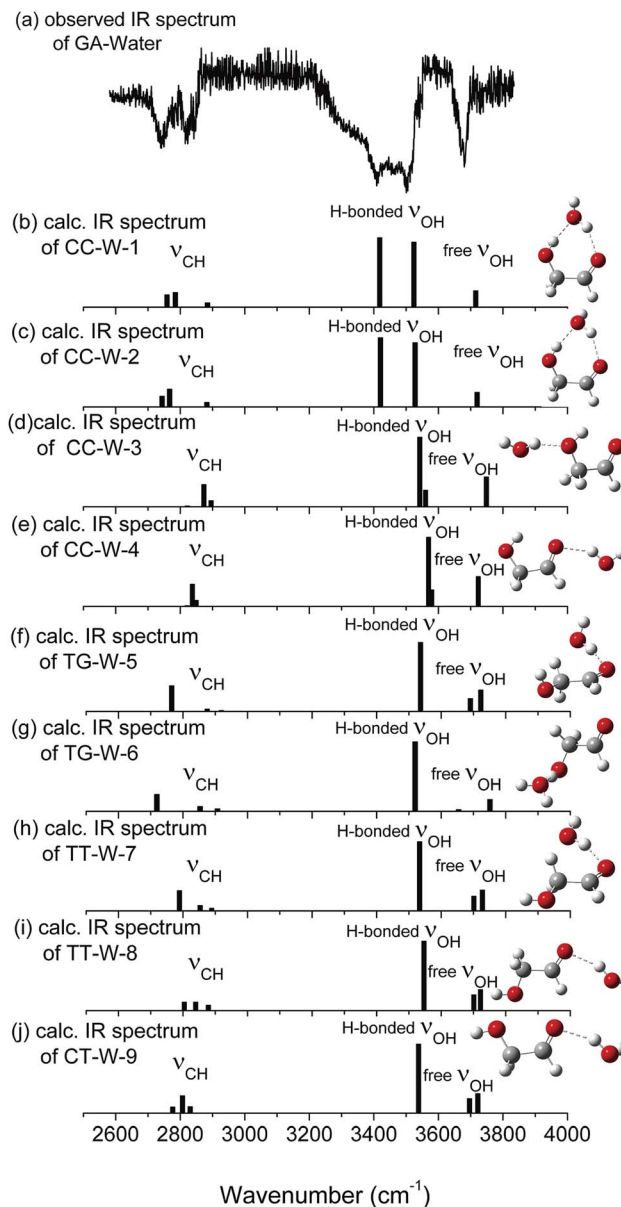 (a) observed IR spectrum
of GA-Water
(b) calc. IR spectrum
of CC-W-1
νCH
H-bonded νOH
free νOH
(c) calc. IR spectrum
of CC-W-2
νCH
H-bonded νOH
free νOH
(d)calc. IR spectrum
of CC-W-3
νCH
H-bonded νOH
free νOH
(e) calc. IR spectrum
of CC-W-4
νCH
H-bonded νOH
free νOH
(f) calc. IR spectrum
of TG-W-5
νCH
H-bonded νOH
free νOH
(g) calc. IR spectrum
of TG-W-6
νCH
H-bonded νOH
free νOH
(h) calc. IR spectrum
of TT-W-7
νCH
H-bonded νOH
free νOH
(i) calc. IR spectrum
of TT-W-8
νCH
H-bonded νOH
free νOH
(j) calc. IR spectrum
of CT-W-9
νCH
H-bonded νOH
free νOH
2600 2800 3000 3200 3400 3600 3800 4000
Wavenumber (cm-1)